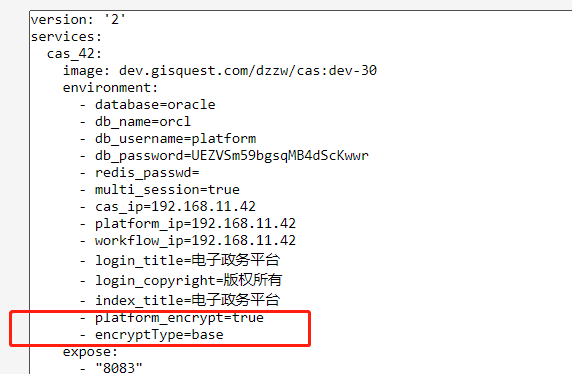 version: '2'
services:
  cas_42:
    image: dev.gisquest.com/dzzw/cas:dev-30
    environment:
      - database=oracle
      - db_name=orcl
      - db_username=platform
      - db_password=UEZVSm59bgsqMB4dScKwwr
      - redis_passwd=
      - multi_session=true
      - cas_ip=192.168.11.42
      - platform_ip=192.168.11.42
      - workflow_ip=192.168.11.42
      - login_title=电子政务平台
      - login_copyright=版权所有
      - index_title=电子政务平台
      - platform_encrypt=true
      - encryptType=base
    expose:
      - "8083"